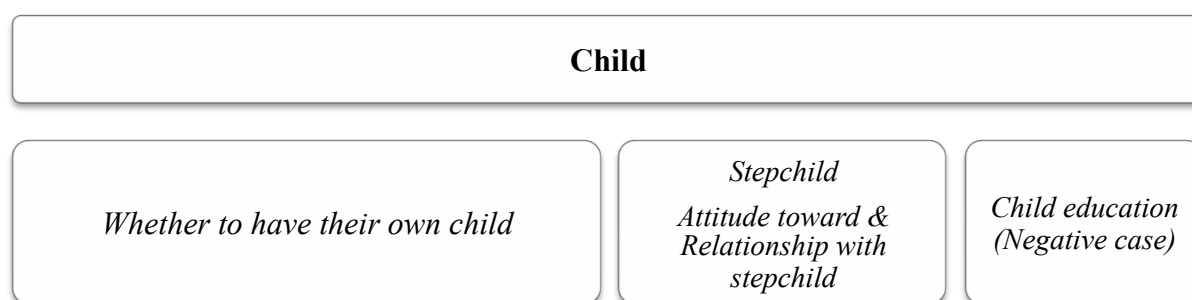 Child
Whether to have their own child
Stepchild
Attitude toward &
Relationship with
stepchild
Child education
(Negative case)